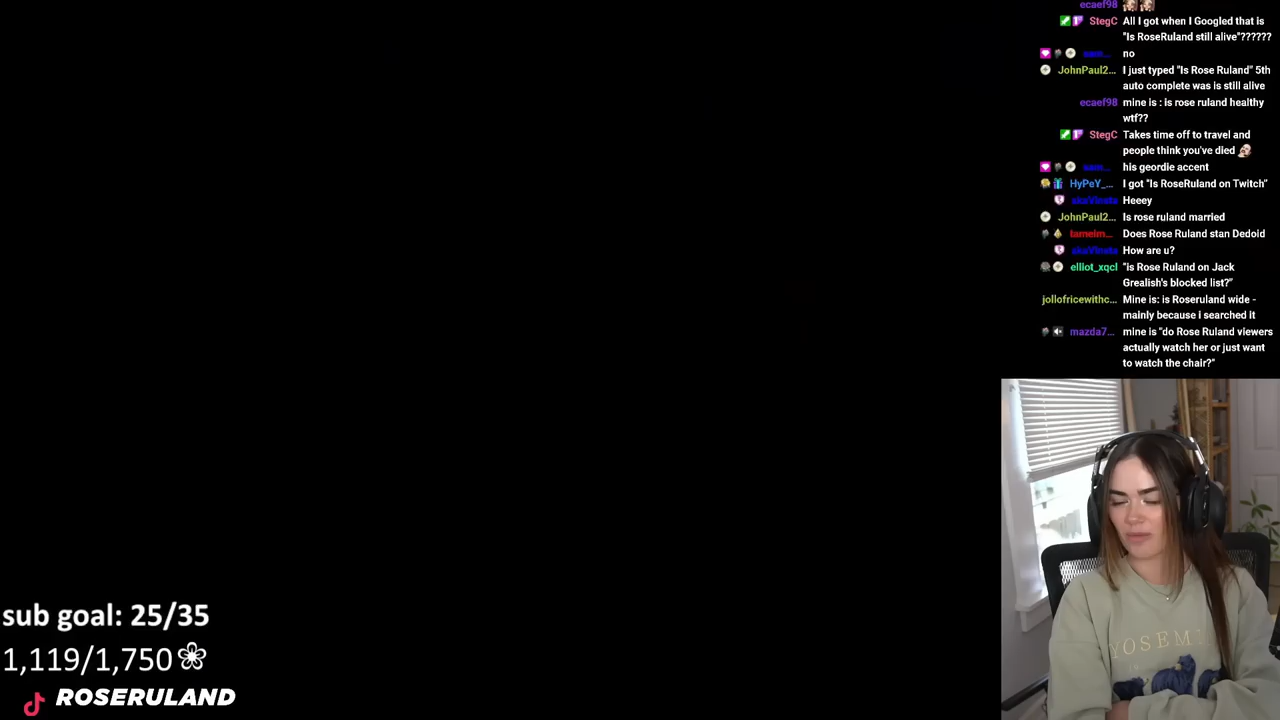 ecaef98
StegC All I got when I Googled that is
"Is RoseRuland still alive"??????
sam... no
JohnPaul2... I just typed "Is Rose Ruland" 5th
auto complete was is still alive
ecaef98 mine is : is rose ruland healthy
wtf??
StegC Takes time off to travel and
people think you've died
sam... his geordie accent
HyPeY_... I got "Is RoseRuland on Twitch"
Heeey
JohnPaul2... Is rose ruland married
tameim... Does Rose Ruland stan Dedoid
How are u?
elliot_xqcl "is Rose Ruland on Jack
Grealish's blocked list?"
jollofricewithc... Mine is: is Roseruland wide -
mainly because i searched it
mazda7... mine is "do Rose Ruland viewers
actually watch her or just want
to watch the chair?"
YOSEMI
sub goal: 25/35
1,119/1,750
ROSERULAND